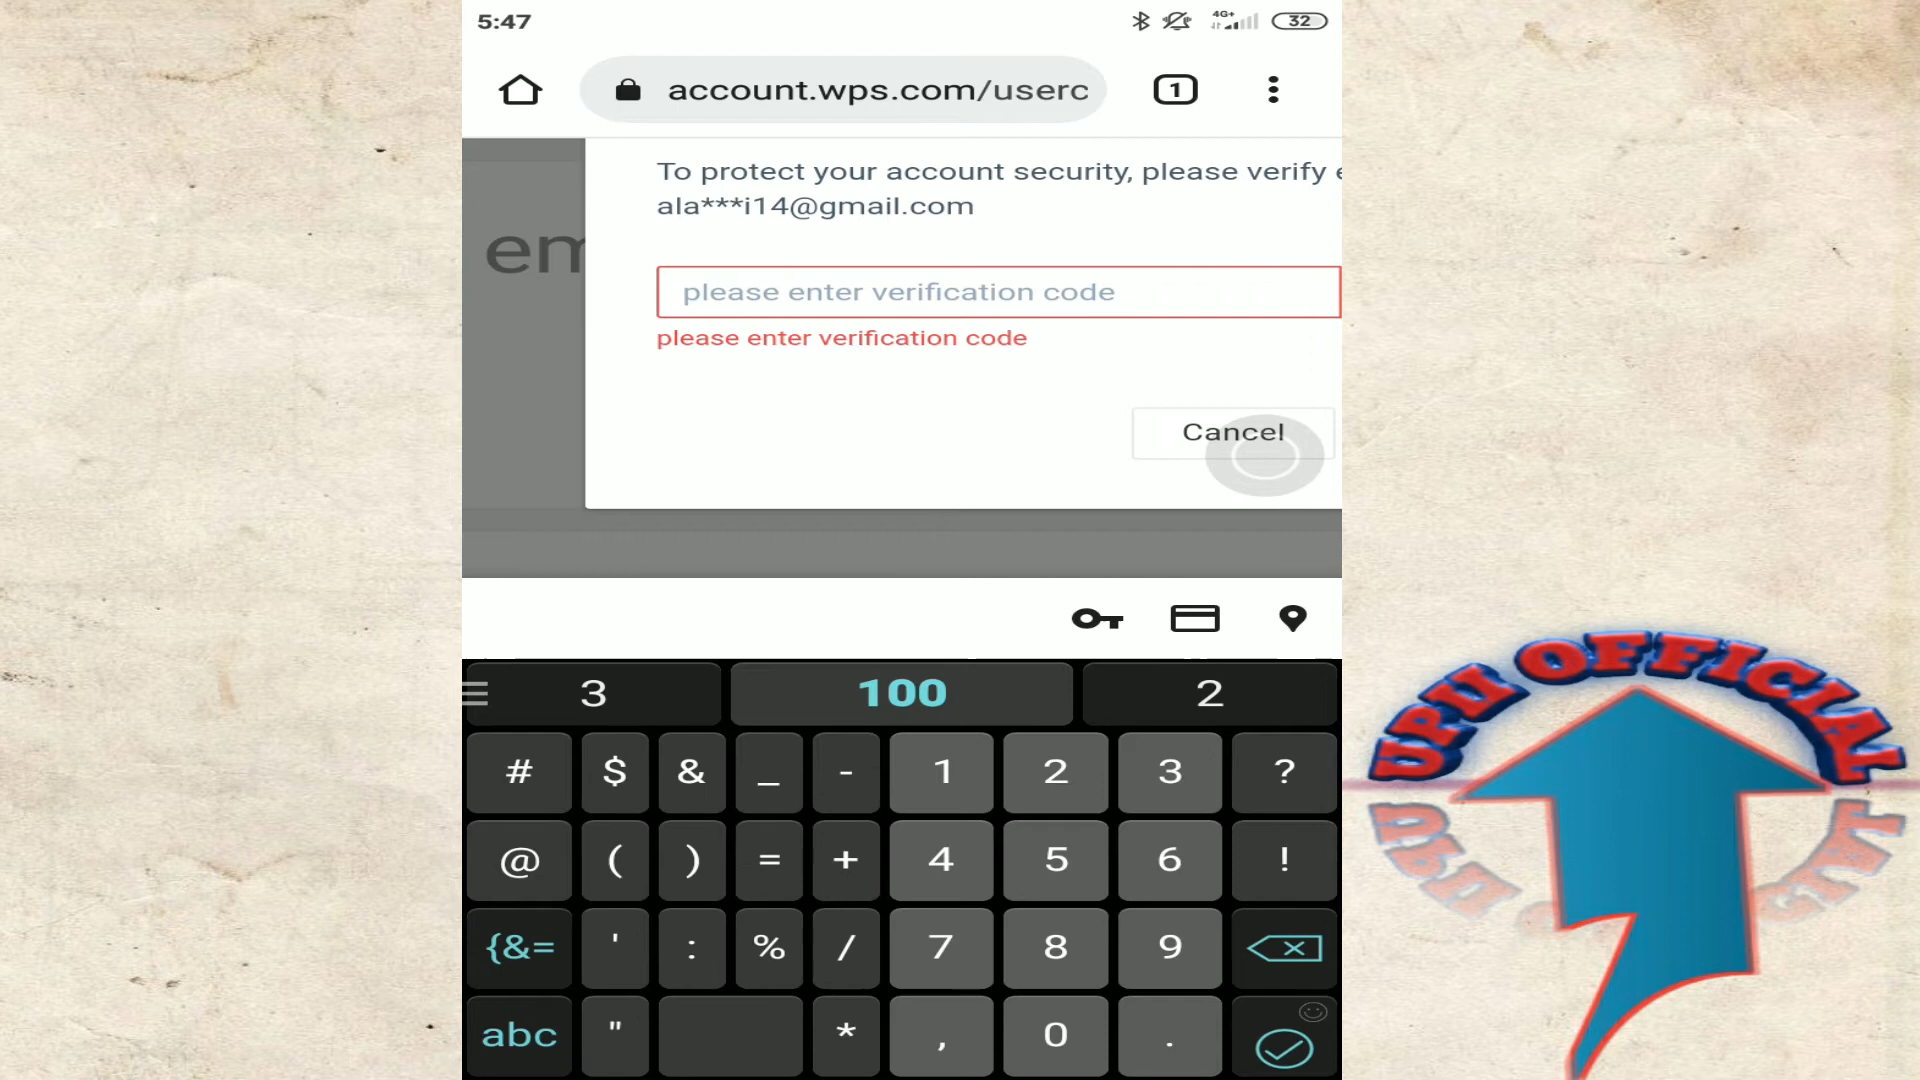 5:47
4G+
32
account.wps.com/userc
1
To protect your account security, please verify e
ala***i14@gmail.com
em
please enter verification code
please enter verification code
Cancel
3 100 2
# $ & _ - 1 2 3 ?
@ ( ) = + 4 5 6 !
{&= ' : % / 7 8 9
abc " * , 0 .
UPU OFFICIAL